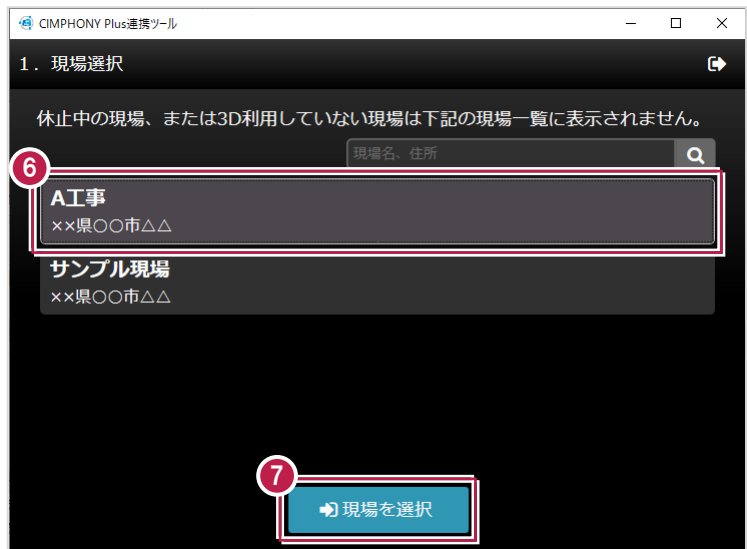 CIMPHONY Plus連携ツール
1．現場選択
休止中の現場、または3D利用していない現場は下記の現場一覧に表示されません。
現場名、住所
6
A工事
××県〇〇市△△
サンプル現場
××県〇〇市△△
7
現場を選択